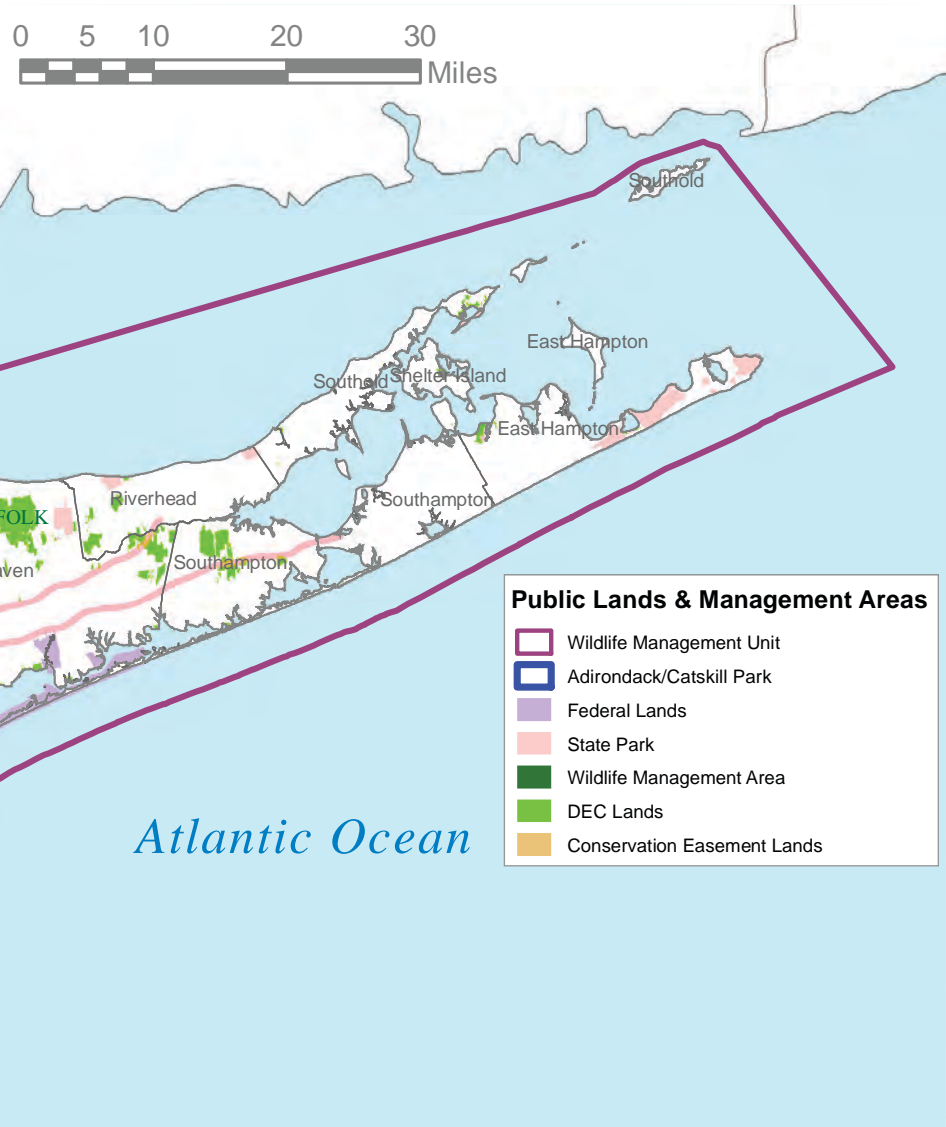 0 5 10 20 30
Miles
Southold
East Hampton
Southold
Shelter Island
East Hampton
Riverhead
Southampton
FOLK
Southampton
aven
Public Lands & Management Areas
Wildlife Management Unit
Adirondack/Catskill Park
Federal Lands
State Park
Wildlife Management Area
DEC Lands
Conservation Easement Lands
Atlantic Ocean